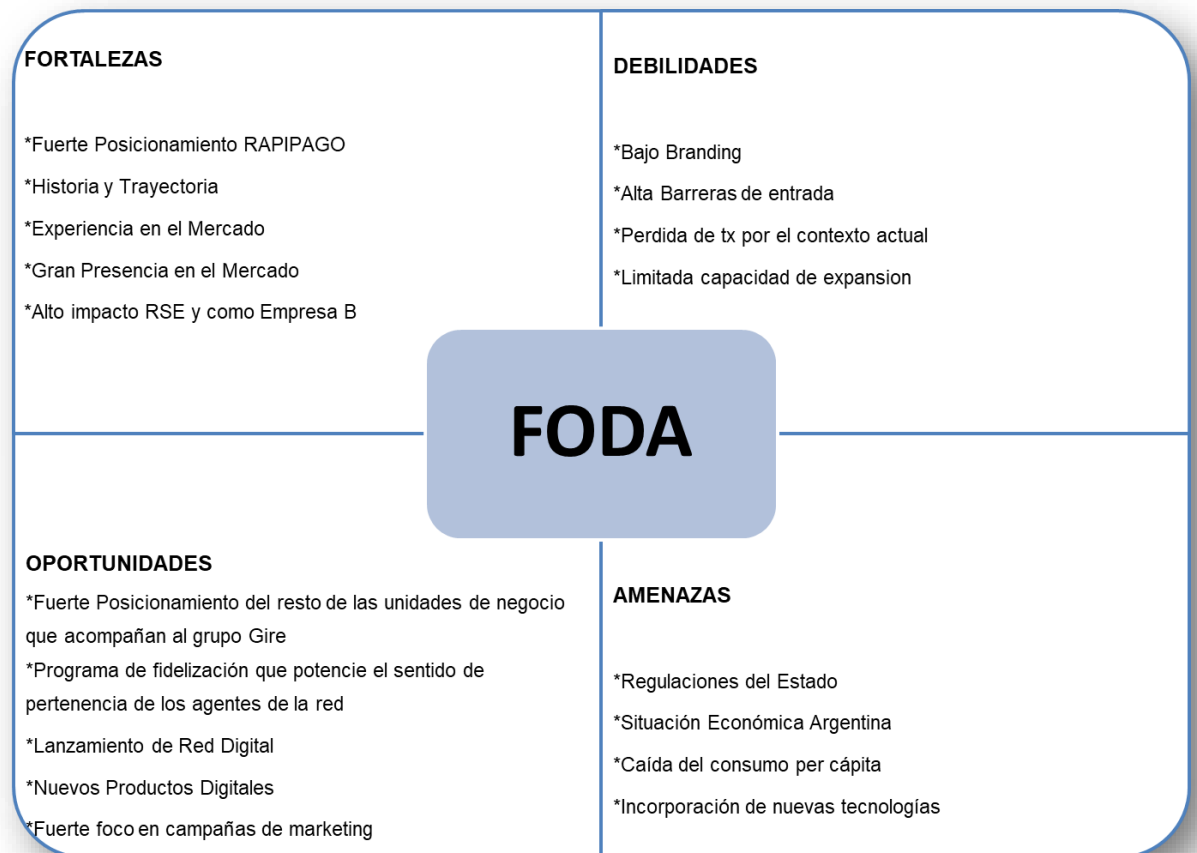 FORTALEZAS
*Fuerte Posicionamiento RAPIPAGO
*Historia y Trayectoria
*Experiencia en el Mercado
*Gran Presencia en el Mercado
*Alto impacto RSE y como Empresa B
DEBILIDADES
*Bajo Branding
*Alta Barreras de entrada
*Perdida de tx por el contexto actual
*Limitada capacidad de expansion
FODA
OPORTUNIDADES
*Fuerte Posicionamiento del resto de las unidades de negocio
que acompañan al grupo Gire
*Programa de fidelización que potencie el sentido de
pertenencia de los agentes de la red
*Lanzamiento de Red Digital
*Nuevos Productos Digitales
*Fuerte foco en campañas de marketing
AMENAZAS
*Regulaciones del Estado
*Situación Económica Argentina
*Caída del consumo per cápita
*Incorporación de nuevas tecnologías